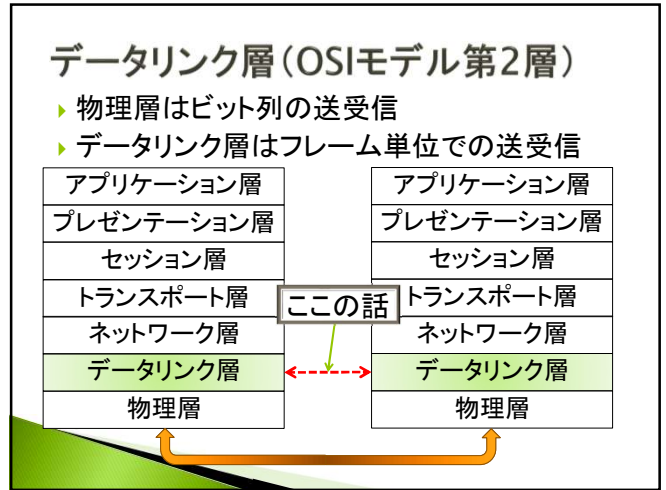 データリンク層(OSIモデル第2層)
物理層はビット列の送受信
データリンク層はフレーム単位での送受信
アプリケーション層
プレゼンテーション層
セッション層
トランスポート層
ネットワーク層
データリンク層
物理層
ここの話
アプリケーション層
プレゼンテーション層
セッション層
トランスポート層
ネットワーク層
データリンク層
物理層